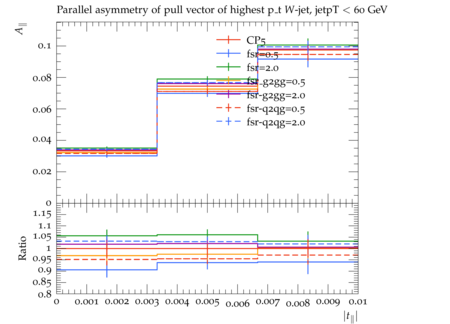 Parallel asymmetry of pull vector of highest p_t W-jet, jetpT < 60 GeV
A∥
0.1
0.08
0.06
0.04
0.02
0
CP5
fsr=0.5
fsr=2.0
fsr-g2gg=0.5
fsr-g2gg=2.0
fsr-q2qg=0.5
fsr-q2qg=2.0
Ratio
1.15
1.1
1.05
1
0.95
0.9
0.85
0.8
0 0.001 0.002 0.003 0.004 0.005 0.006 0.007 0.008 0.009 0.01
|t∥|